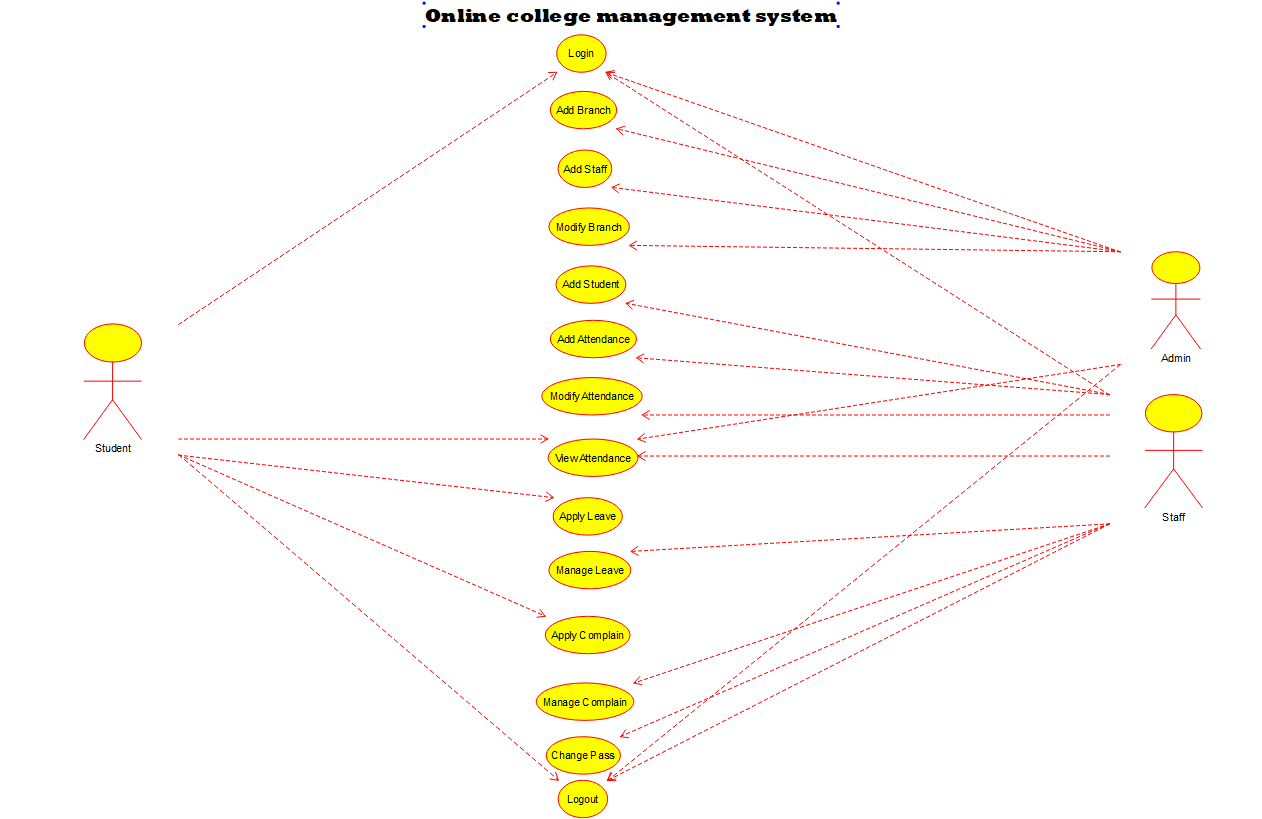 Online college management system
Login
Add Branch
Add Staff
Modify Branch
Add Student
Add Attendance
Modify Attendance
View Attendance
Apply Leave
Manage Leave
Apply Complain
Manage Complain
Change Pass
Logout
Student
Admin
Staff